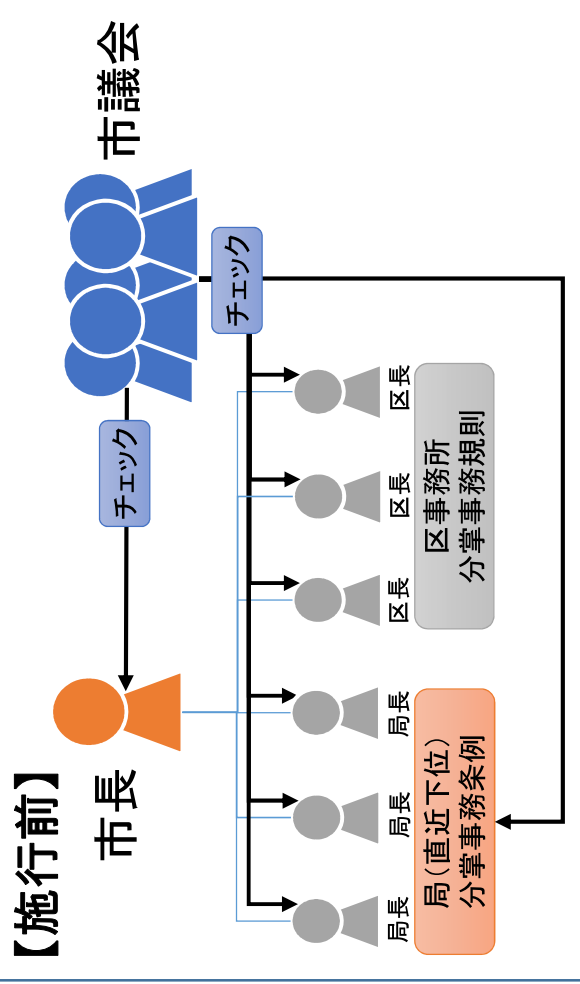 【施行前】
市長
市議会
チェック
チェック
局長
局長
局長
区長
区長
区長
局(直近下位)
分掌事務条例
区事務所
分掌事務規則